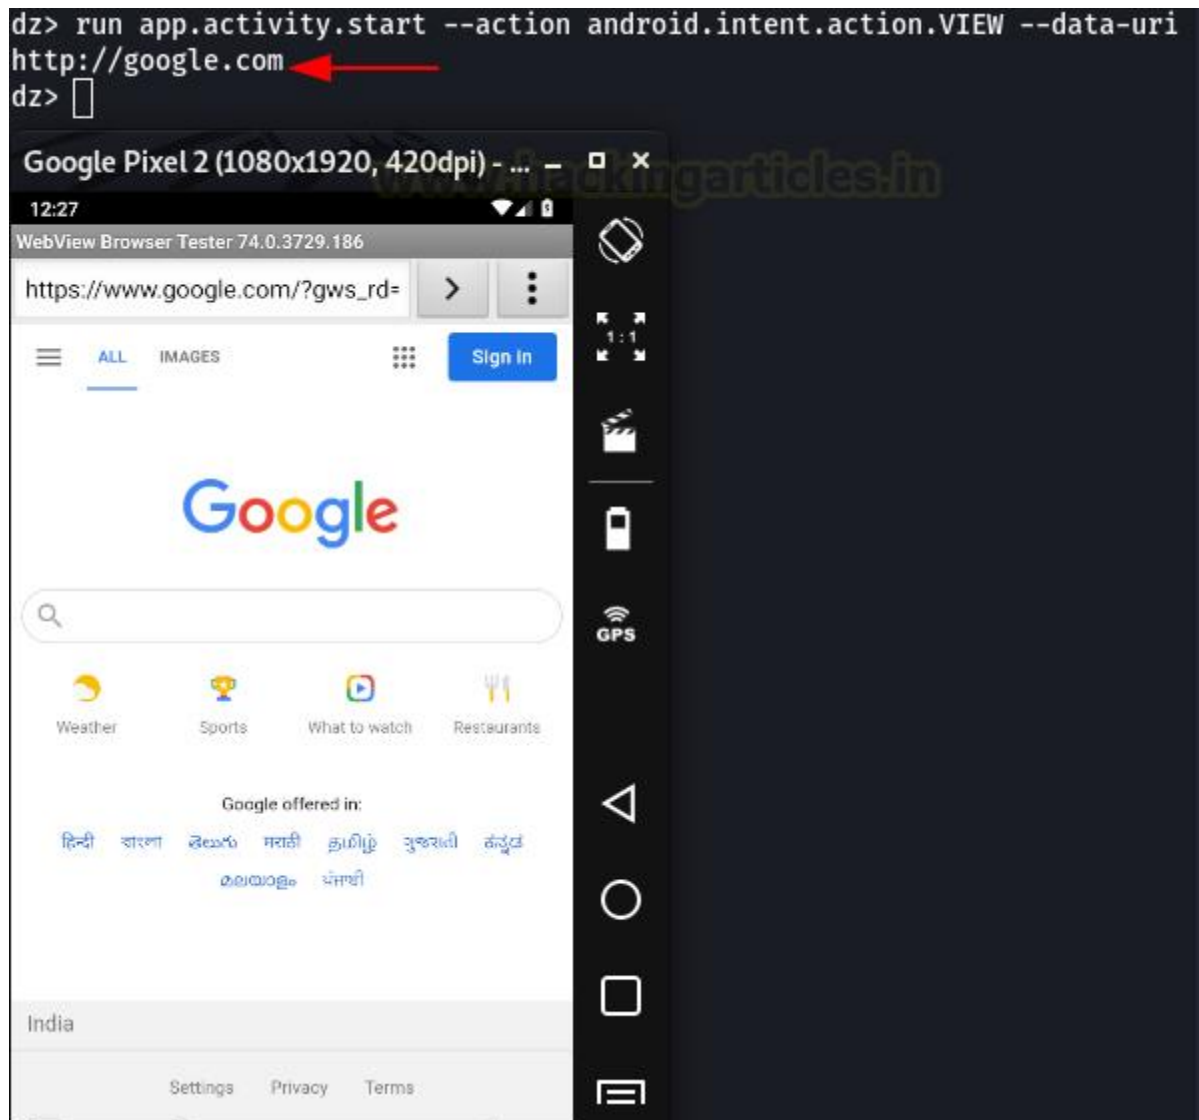 dz> run app.activity.start --action android.intent.action.VIEW --data-uri
http://google.com
dz>
www.hackingarticles.in
Google Pixel 2 (1080x1920, 420dpi) - ...
12:27
WebView Browser Tester 74.0.3729.186
https://www.google.com/?gws_rd=
1:1
ALL IMAGES Sign in
Google
GPS
Weather Sports What to watch Restaurants
Google offered in:
हिन्दी বাংলা తెలుగు मराठी தமிழ் ગુજરાતી ಕನ್ನಡ
മലയാളം ਪੰਜਾਬੀ
India
Settings Privacy Terms